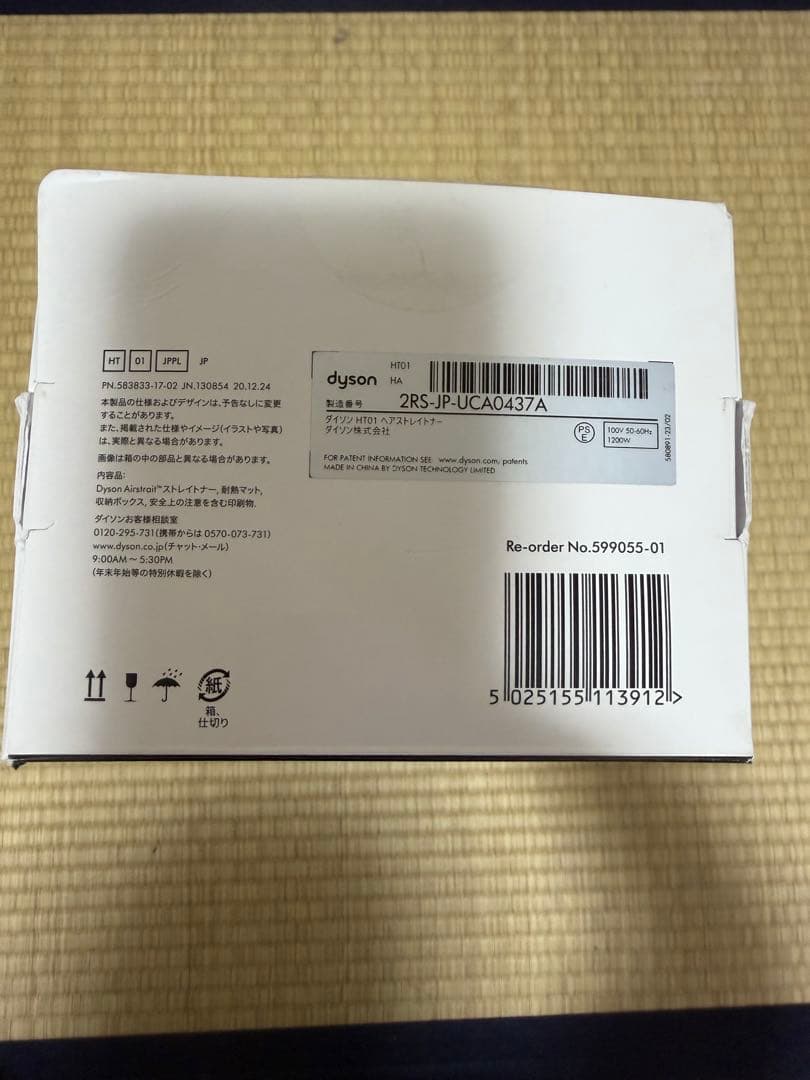 HT 01 JPPL JP
PN.583833-17-02 JN.130854 20.12.24
本製品の仕様およびデザインは、予告なしに変更
することがあります。
また、掲載された仕様やイメージ(イラストや写真)
は、実際と異なる場合があります。
画像は箱の中の部品と異なる場合があります。
内容品:
Dyson Airstrait™ストレイトナー, 耐熱マット,
収納ボックス, 安全上の注意を含む印刷物.
ダイソンお客様相談室
0120-295-731(携帯からは 0570-073-731)
www.dyson.co.jp(チャット・メール)
9:00AM～5:30PM
(年末年始等の特別休暇を除く)
紙
箱、
仕切り
dyson
HT01
HA
製造番号 2RS-JP-UCA0437A
ダイソン HT01 ヘアストレイトナー
ダイソン株式会社
PS
E
100V 50-60Hz
1200W
FOR PATENT INFORMATION SEE www.dyson.com/patents
MADE IN CHINA BY DYSON TECHNOLOGY LIMITED
580891-23/02
Re-order No.599055-01
5 025155 113912 >